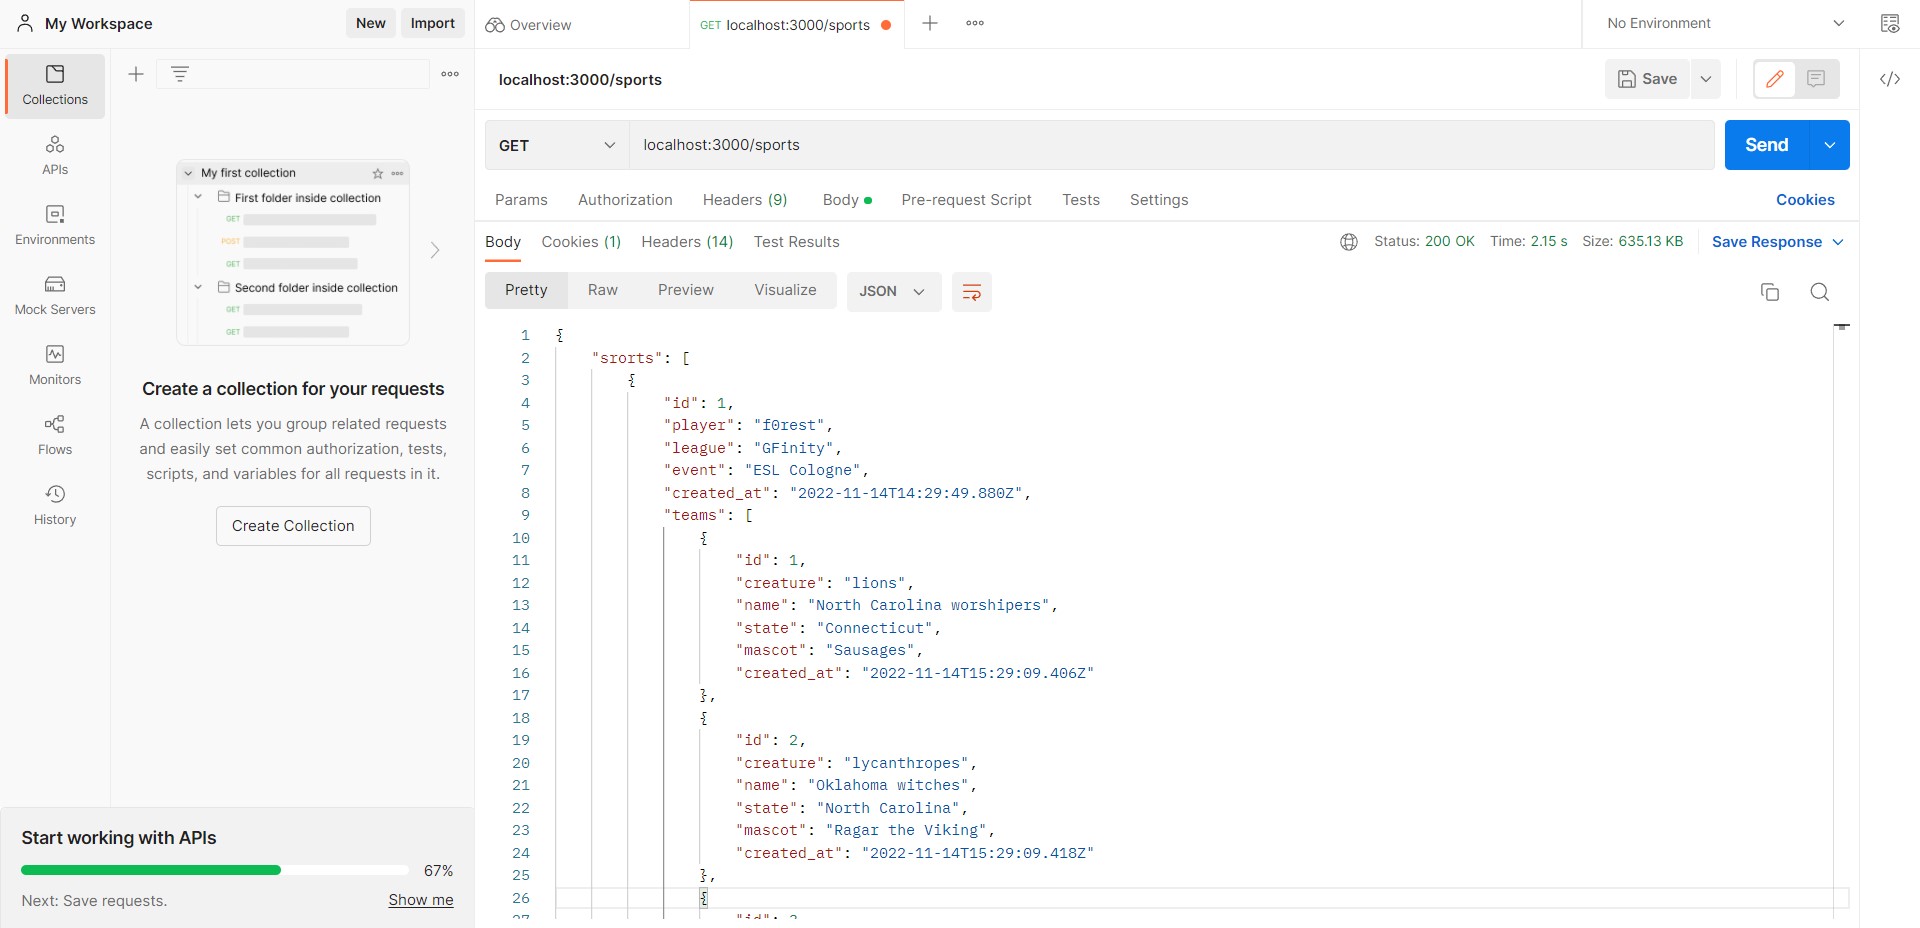 My Workspace
New
Import
Overview
GET localhost:3000/sports
No Environment
Collections
APIs
Environments
Mock Servers
Monitors
Flows
History
My first collection
First folder inside collection
GET
POST
GET
Second folder inside collection
GET
GET
Create a collection for your requests
A collection lets you group related requests
and easily set common authorization, tests,
scripts, and variables for all requests in it.
Create Collection
Start working with APIs
67%
Next: Save requests.
Show me
localhost:3000/sports
Save
</>
GET
localhost:3000/sports
Send
Params Authorization Headers (9) Body Pre-request Script Tests Settings Cookies
Body Cookies (1) Headers (14) Test Results Status: 200 OK Time: 2.15 s Size: 635.13 KB Save Response
Pretty Raw Preview Visualize JSON
1 {
2 "srorts": [
3 {
4 "id": 1,
5 "player": "f0rest",
6 "league": "GFinity",
7 "event": "ESL Cologne",
8 "created_at": "2022-11-14T14:29:49.880Z",
9 "teams": [
10 {
11 "id": 1,
12 "creature": "lions",
13 "name": "North Carolina worshipers",
14 "state": "Connecticut",
15 "mascot": "Sausages",
16 "created_at": "2022-11-14T15:29:09.406Z"
17 },
18 {
19 "id": 2,
20 "creature": "lycanthropes",
21 "name": "Oklahoma witches",
22 "state": "North Carolina",
23 "mascot": "Ragar the Viking",
24 "created_at": "2022-11-14T15:29:09.418Z"
25 },
26 {